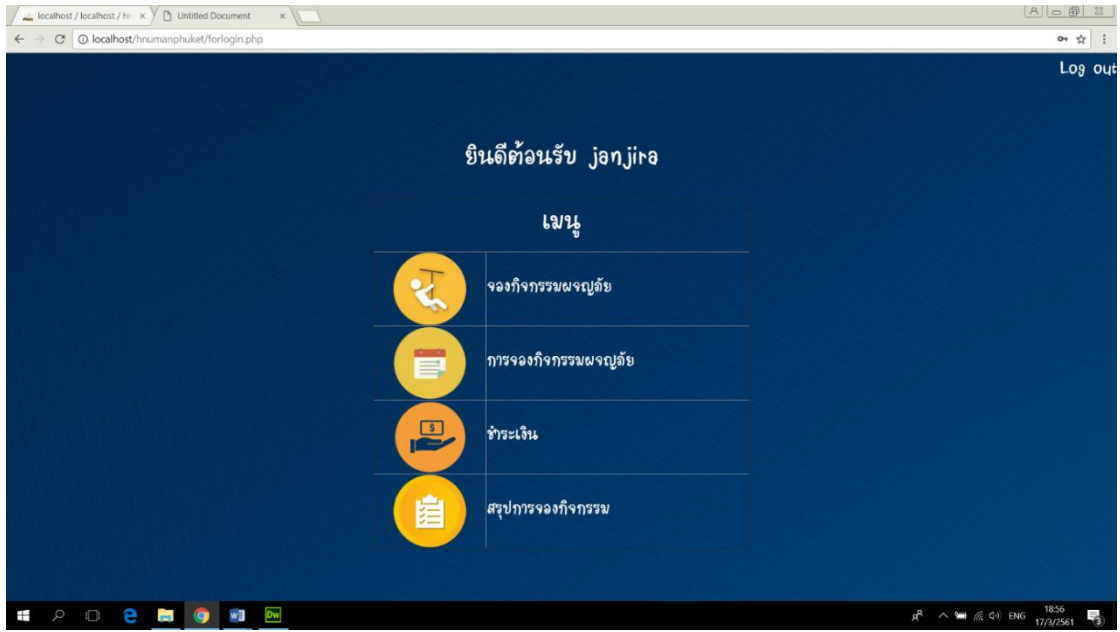 localhost / localhost / hn
Untitled Document
localhost/hnumanphuket/forlogin.php
Log out
ยินดีต้อนรับ janjira
เมนู
จองกิจกรรมผจญภัย
การจองกิจกรรมผจญภัย
ชำระเงิน
สรุปการจองกิจกรรม
ENG
18:56
17/3/2561